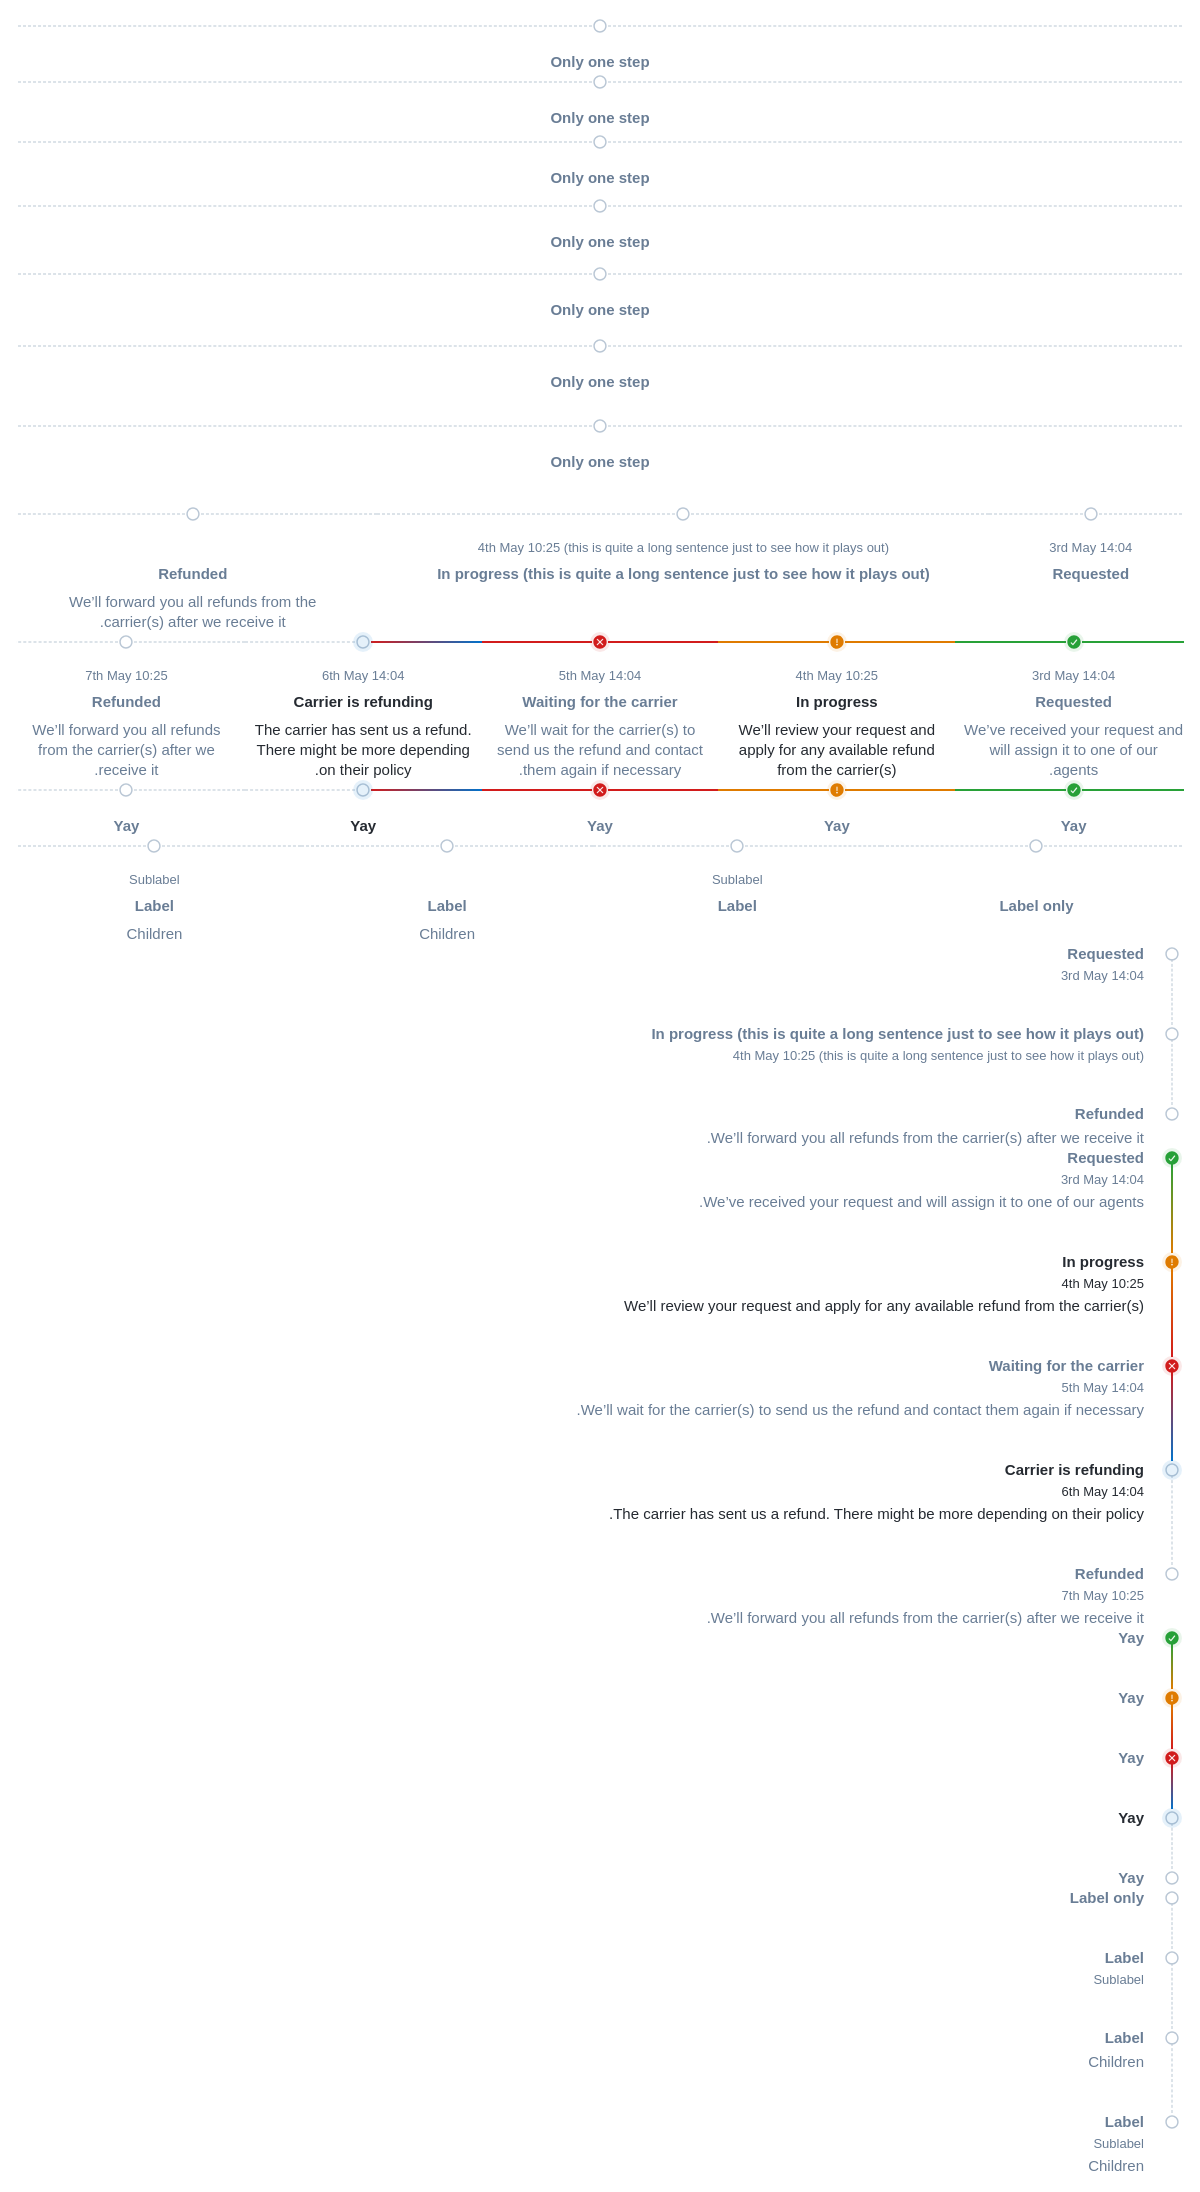 Only one step
Only one step
Only one step
Only one step
Only one step
Only one step
Only one step
4th May 10:25 (this is quite a long sentence just to see how it plays out)
3rd May 14:04
Refunded
In progress (this is quite a long sentence just to see how it plays out)
Requested
We’ll forward you all refunds from the
.carrier(s) after we receive it
7th May 10:25
6th May 14:04
5th May 14:04
4th May 10:25
3rd May 14:04
Refunded
Carrier is refunding
Waiting for the carrier
In progress
Requested
We’ll forward you all refunds
from the carrier(s) after we
.receive it
The carrier has sent us a refund.
There might be more depending
.on their policy
We’ll wait for the carrier(s) to
send us the refund and contact
.them again if necessary
We’ll review your request and
apply for any available refund
from the carrier(s)
We’ve received your request and
will assign it to one of our
.agents
Yay
Yay
Yay
Yay
Yay
Sublabel
Sublabel
Label
Label
Label
Label only
Children
Children
Requested
3rd May 14:04
In progress (this is quite a long sentence just to see how it plays out)
4th May 10:25 (this is quite a long sentence just to see how it plays out)
Refunded
.We’ll forward you all refunds from the carrier(s) after we receive it
Requested
3rd May 14:04
.We’ve received your request and will assign it to one of our agents
In progress
4th May 10:25
We’ll review your request and apply for any available refund from the carrier(s)
Waiting for the carrier
5th May 14:04
.We’ll wait for the carrier(s) to send us the refund and contact them again if necessary
Carrier is refunding
6th May 14:04
.The carrier has sent us a refund. There might be more depending on their policy
Refunded
7th May 10:25
.We’ll forward you all refunds from the carrier(s) after we receive it
Yay
Yay
Yay
Yay
Yay
Label only
Label
Sublabel
Label
Children
Label
Sublabel
Children